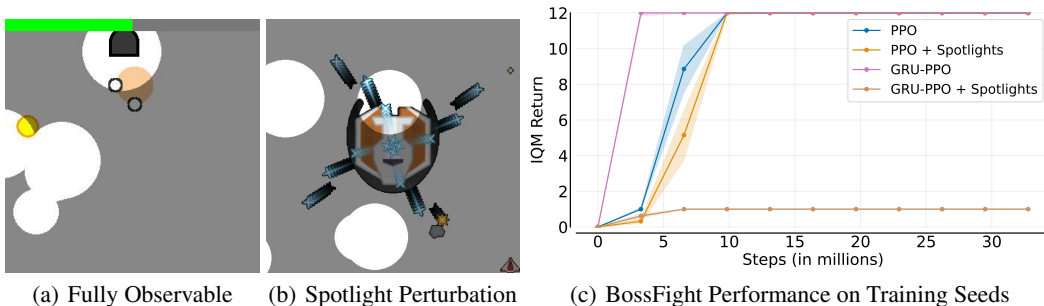 12
10
8
6
4
2
0
IQM Return
PPO
PPO + Spotlights
GRU-PPO
GRU-PPO + Spotlights
0 5 10 15 20 25 30
Steps (in millions)
(a) Fully Observable (b) Spotlight Perturbation (c) BossFight Performance on Training Seeds